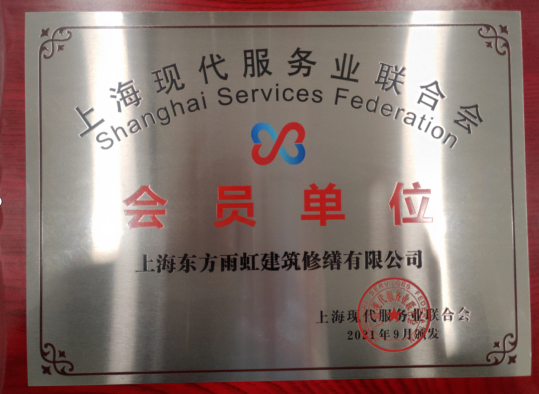 上海现代服务业联合会
Shanghai Services Federation
会员单位
上海东方雨虹建筑修缮有限公司
上海现代服务业联合会
2021年9月颁发